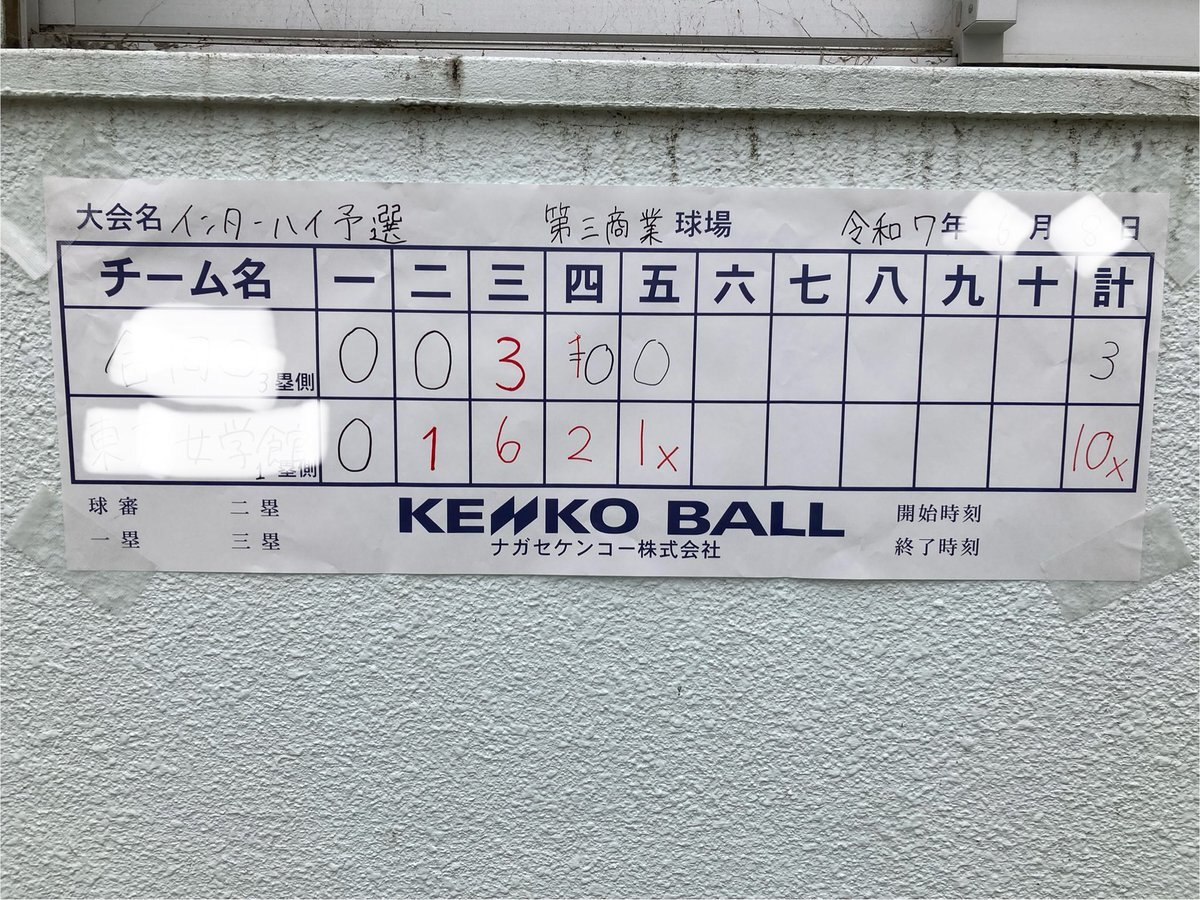 大会名 インターハイ予選 第三商業 球場 令和7年 6月8日
チーム名 一 二 三 四 五 六 七 八 九 十 計
3塁側 0 0 3 0 0 3
女学館 1塁側 0 1 6 2 1x 10x
球審 二塁 KENKO BALL 開始時刻
一塁 三塁 ナガセケンコー株式会社 終了時刻